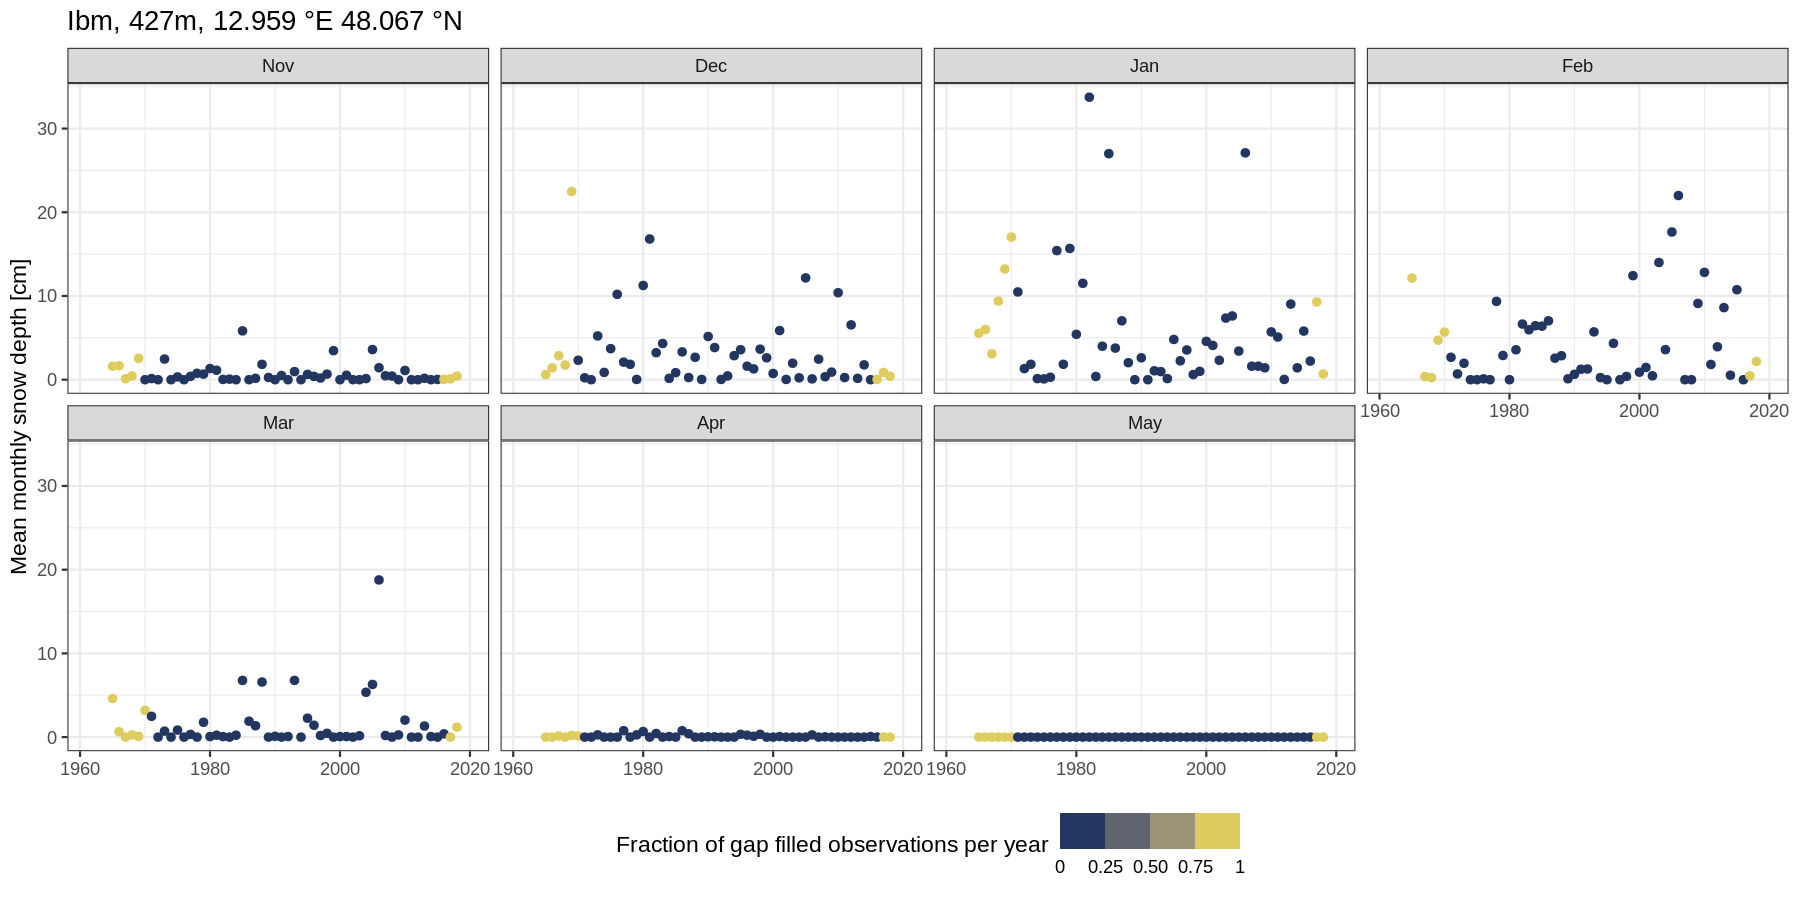 Ibm, 427m, 12.959 °E 48.067 °N
Nov
Dec
Jan
Feb
30
20
10
0
1960 1980 2000 2020
Mean monthly snow depth [cm]
Mar
Apr
May
30
20
10
0
1960 1980 2000 2020
1960 1980 2000 2020
1960 1980 2000 2020
Fraction of gap filled observations per year
0 0.25 0.50 0.75 1